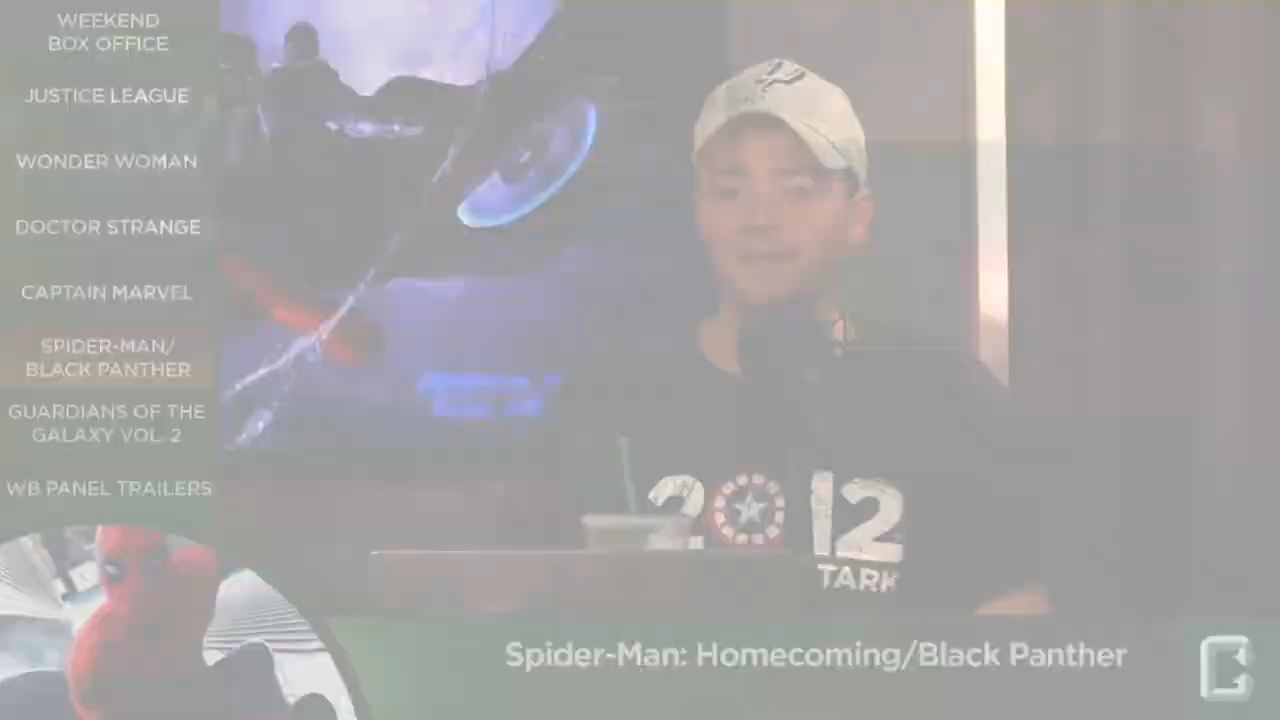 WEEKEND
BOX OFFICE
JUSTICE LEAGUE
WONDER WOMAN
DOCTOR STRANGE
CAPTAIN MARVEL
SPIDER-MAN/
BLACK PANTHER
GUARDIANS OF THE
GALAXY VOL. 2
WB PANEL TRAILERS
2012
TARK
Spider-Man: Homecoming/Black Panther